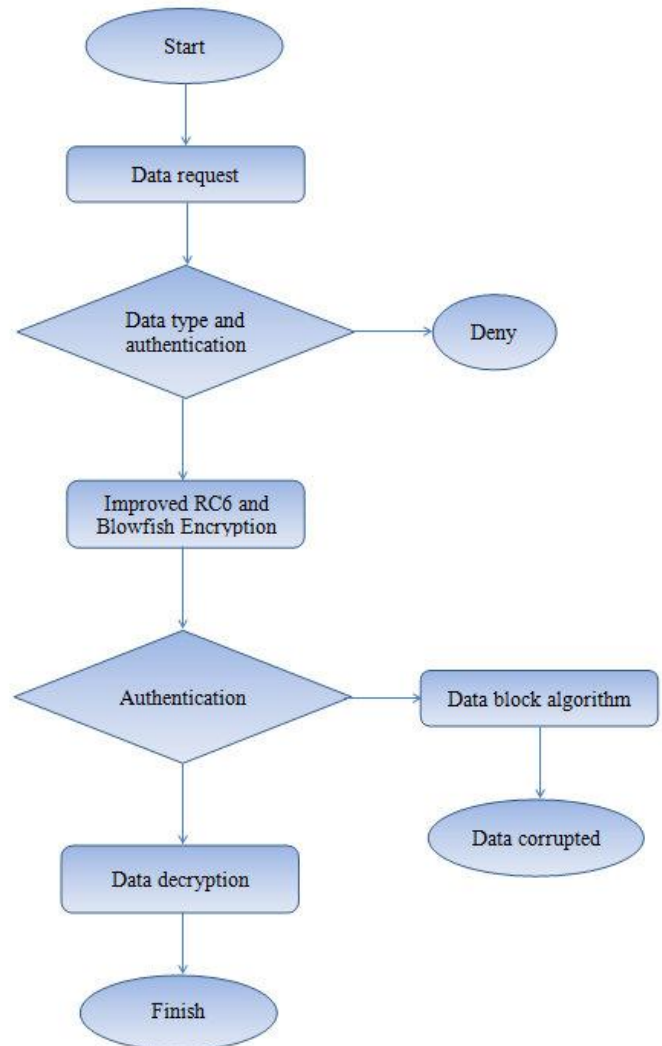 Start
Data request
Data type and
authentication
Deny
Improved RC6 and
Blowfish Encryption
Authentication
Data block algorithm
Data corrupted
Data decryption
Finish